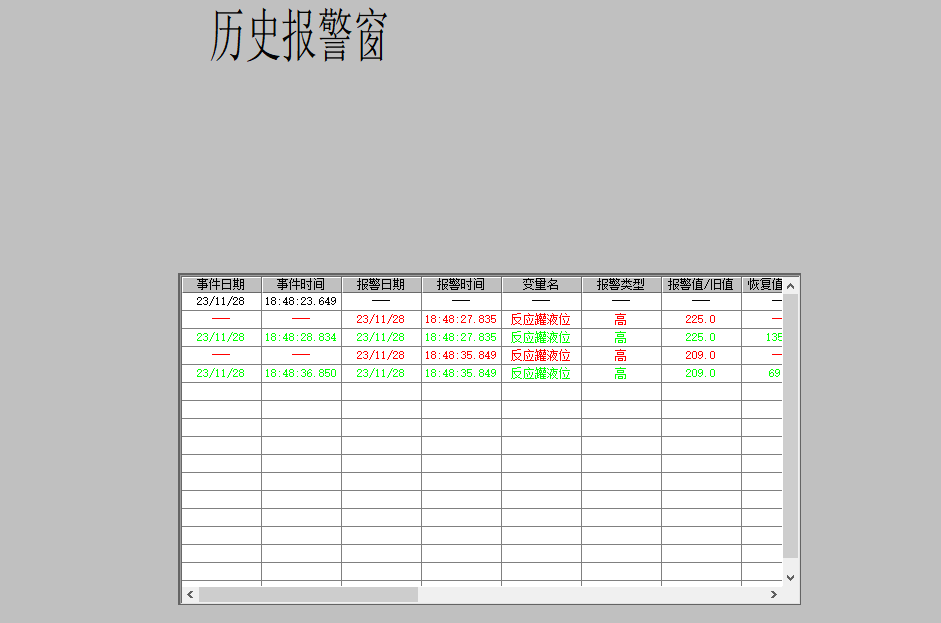 历史报警窗
事件日期 事件时间 报警日期 报警时间 变量名 报警类型 报警值/旧值 恢复值
23/11/28 18:48:23.649 —— —— —— —— —— —
—— —— 23/11/28 18:48:27.835 反应罐液位 高 225.0 —
23/11/28 18:48:28.834 23/11/28 18:48:27.835 反应罐液位 高 225.0 135
—— —— 23/11/28 18:48:35.849 反应罐液位 高 209.0 —
23/11/28 18:48:36.850 23/11/28 18:48:35.849 反应罐液位 高 209.0 69